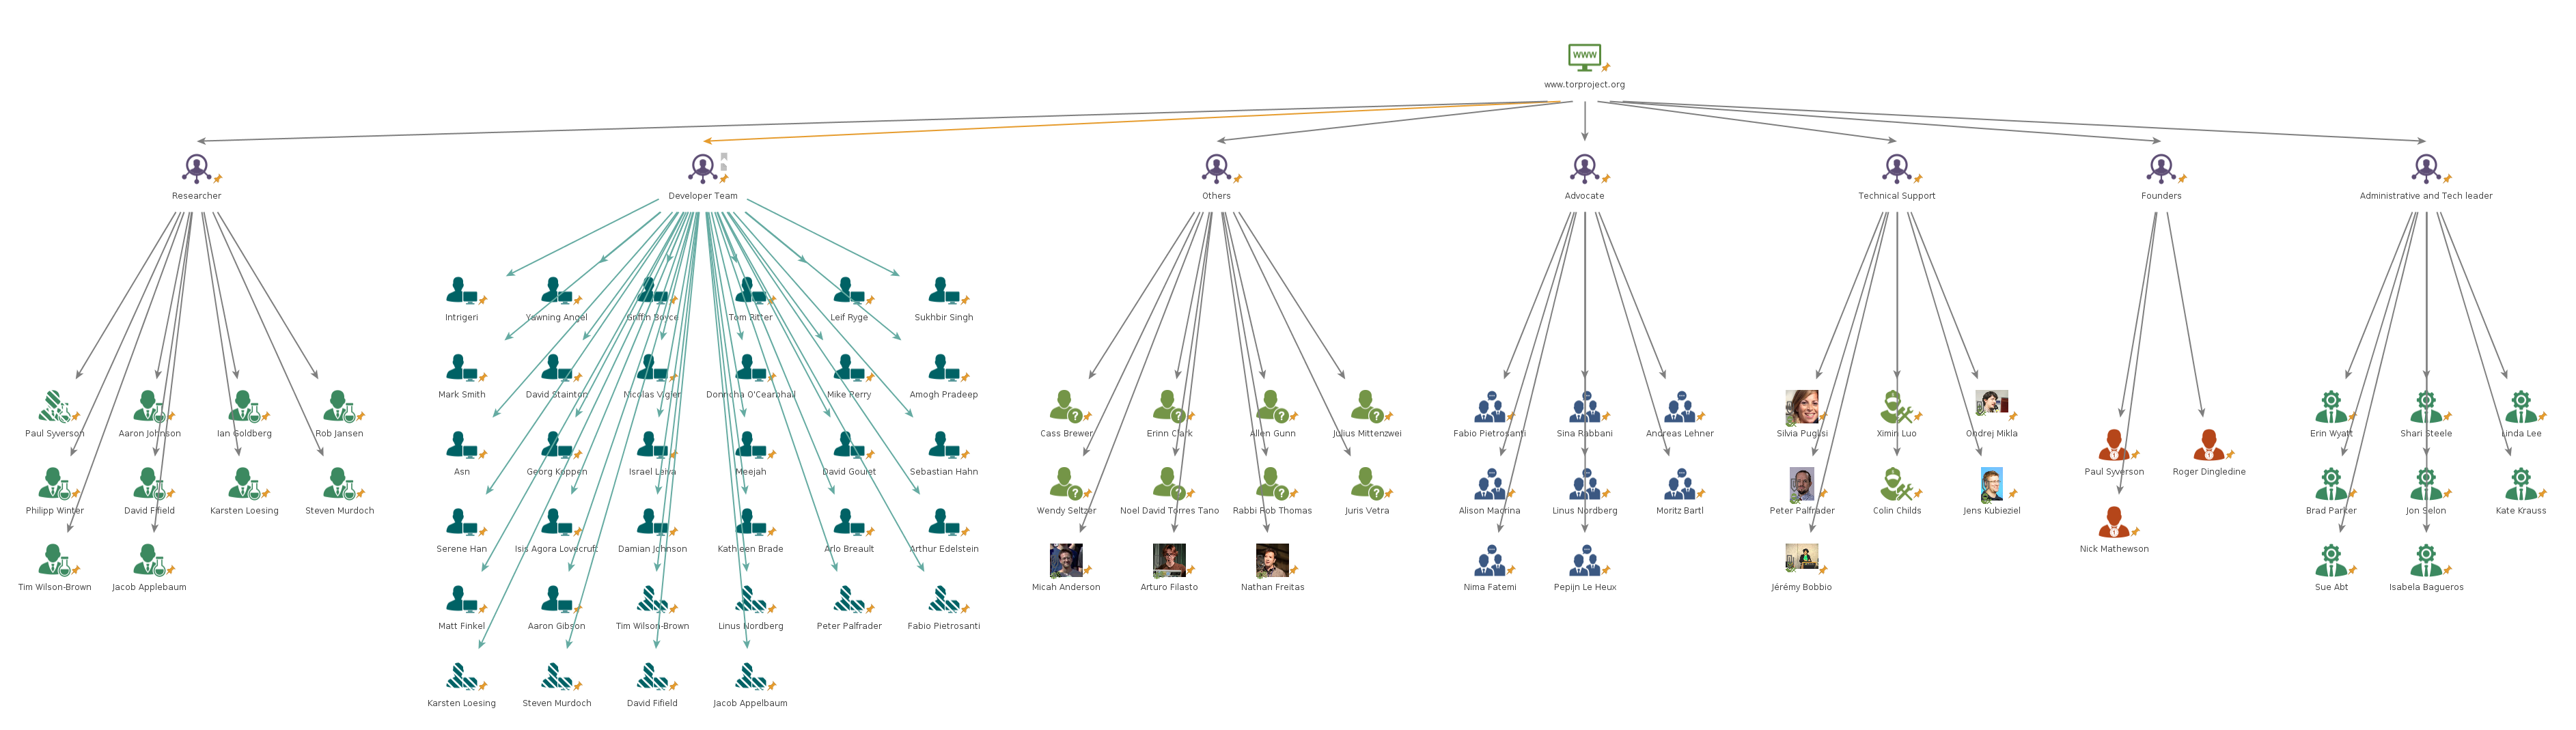 www
www.torproject.org
Researcher
Developer Team
Others
Advocate
Technical Support
Founders
Administrative and Tech leader
Intrigeri
Yawning Angel
Griffin Boyce
Tom Ritter
Leif Ryge
Sukhbir Singh
Mark Smith
David Stainton
Nicolas Vigier
Donncha O'Cearbhall
Mike Perry
Amogh Pradeep
Paul Syverson
Aaron Johnson
Ian Goldberg
Rob Jansen
Cass Brewer
Erinn Clark
Allen Gunn
Julius Mittenzwei
Fabio Pietrosanti
Sina Rabbani
Andreas Lehner
Silvia Puglisi
Ximin Luo
Ondrej Mikla
Erin Wyatt
Shari Steele
Linda Lee
Asn
Georg Koppen
Israel Leiva
Meejah
David Goulet
Sebastian Hahn
Paul Syverson
Roger Dingledine
Philipp Winter
David Fifield
Karsten Loesing
Steven Murdoch
Wendy Seltzer
Noel David Torres Tano
Rabbi Rob Thomas
Juris Vetra
Alison Macrina
Linus Nordberg
Moritz Bartl
Peter Palfrader
Colin Childs
Jens Kubieziel
Brad Parker
Jon Selon
Kate Krauss
Serene Han
Isis Agora Lovecruft
Damian Johnson
Kathleen Brade
Arlo Breault
Arthur Edelstein
Nick Mathewson
Tim Wilson-Brown
Jacob Applebaum
Micah Anderson
Arturo Filasto
Nathan Freitas
Nima Fatemi
Pepijn Le Heux
Jérémy Bobbio
Sue Abt
Isabela Bagueros
Matt Finkel
Aaron Gibson
Tim Wilson-Brown
Linus Nordberg
Peter Palfrader
Fabio Pietrosanti
Karsten Loesing
Steven Murdoch
David Fifield
Jacob Appelbaum